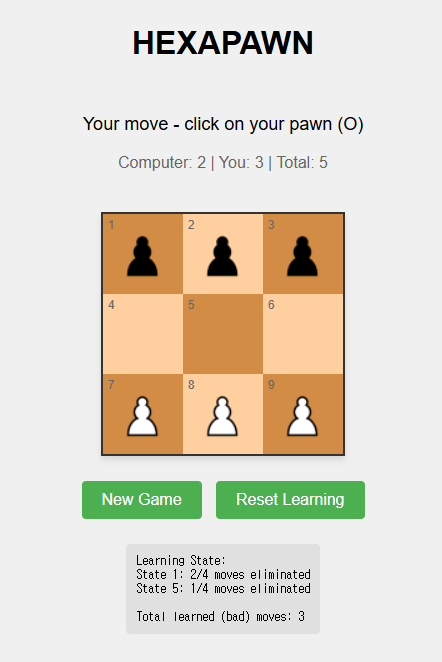 HEXAPAWN
Your move - click on your pawn (O)
Computer: 2 | You: 3 | Total: 5
1 2 3
4 5 6
7 8 9
New Game Reset Learning
Learning State:
State 1: 2/4 moves eliminated
State 5: 1/4 moves eliminated
Total learned (bad) moves: 3